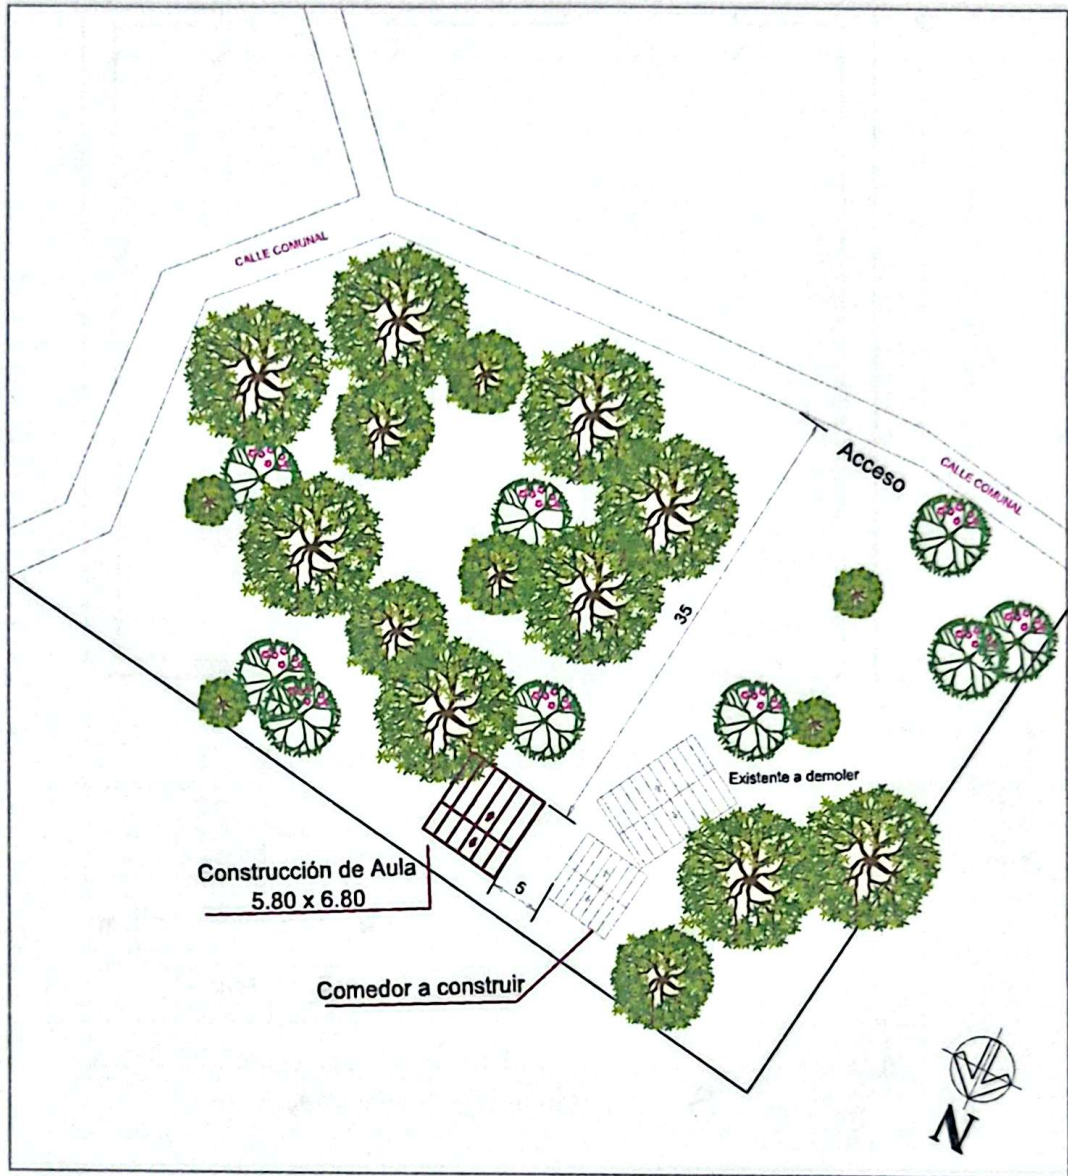 CALLE COMUNAL
Acceso
CALLE COMUNAL
35
Existente a demoler
Construcción de Aula
5.80 x 6.80
5
Comedor a construir
N